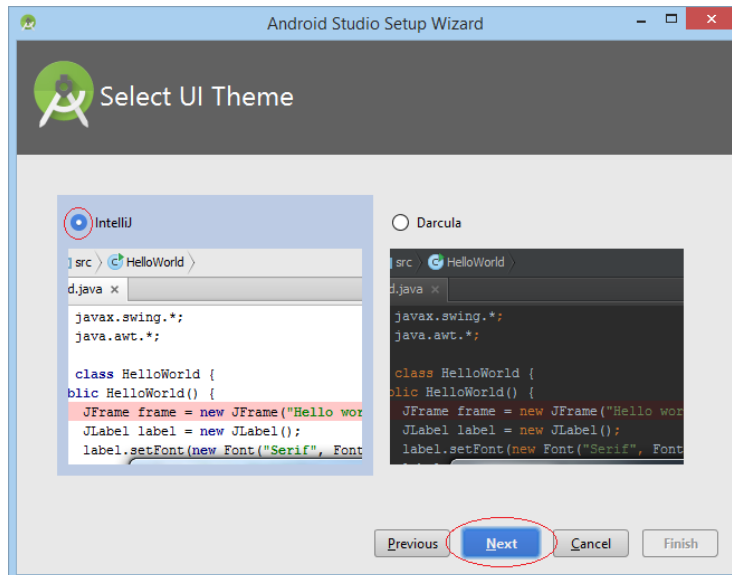 Android Studio Setup Wizard
Select UI Theme
IntelliJ
src HelloWorld
d.java ×
javax.swing.*;
java.awt.*;
class HelloWorld {
blic HelloWorld() {
JFrame frame = new JFrame("Hello wor
JLabel label = new JLabel();
label.setFont(new Font("Serif", Font
Darcula
src HelloWorld
d.java ×
javax.swing.*;
java.awt.*;
class HelloWorld {
blic HelloWorld() {
JFrame frame = new JFrame("Hello wor
JLabel label = new JLabel();
label.setFont(new Font("Serif", Font
Previous Next Cancel Finish